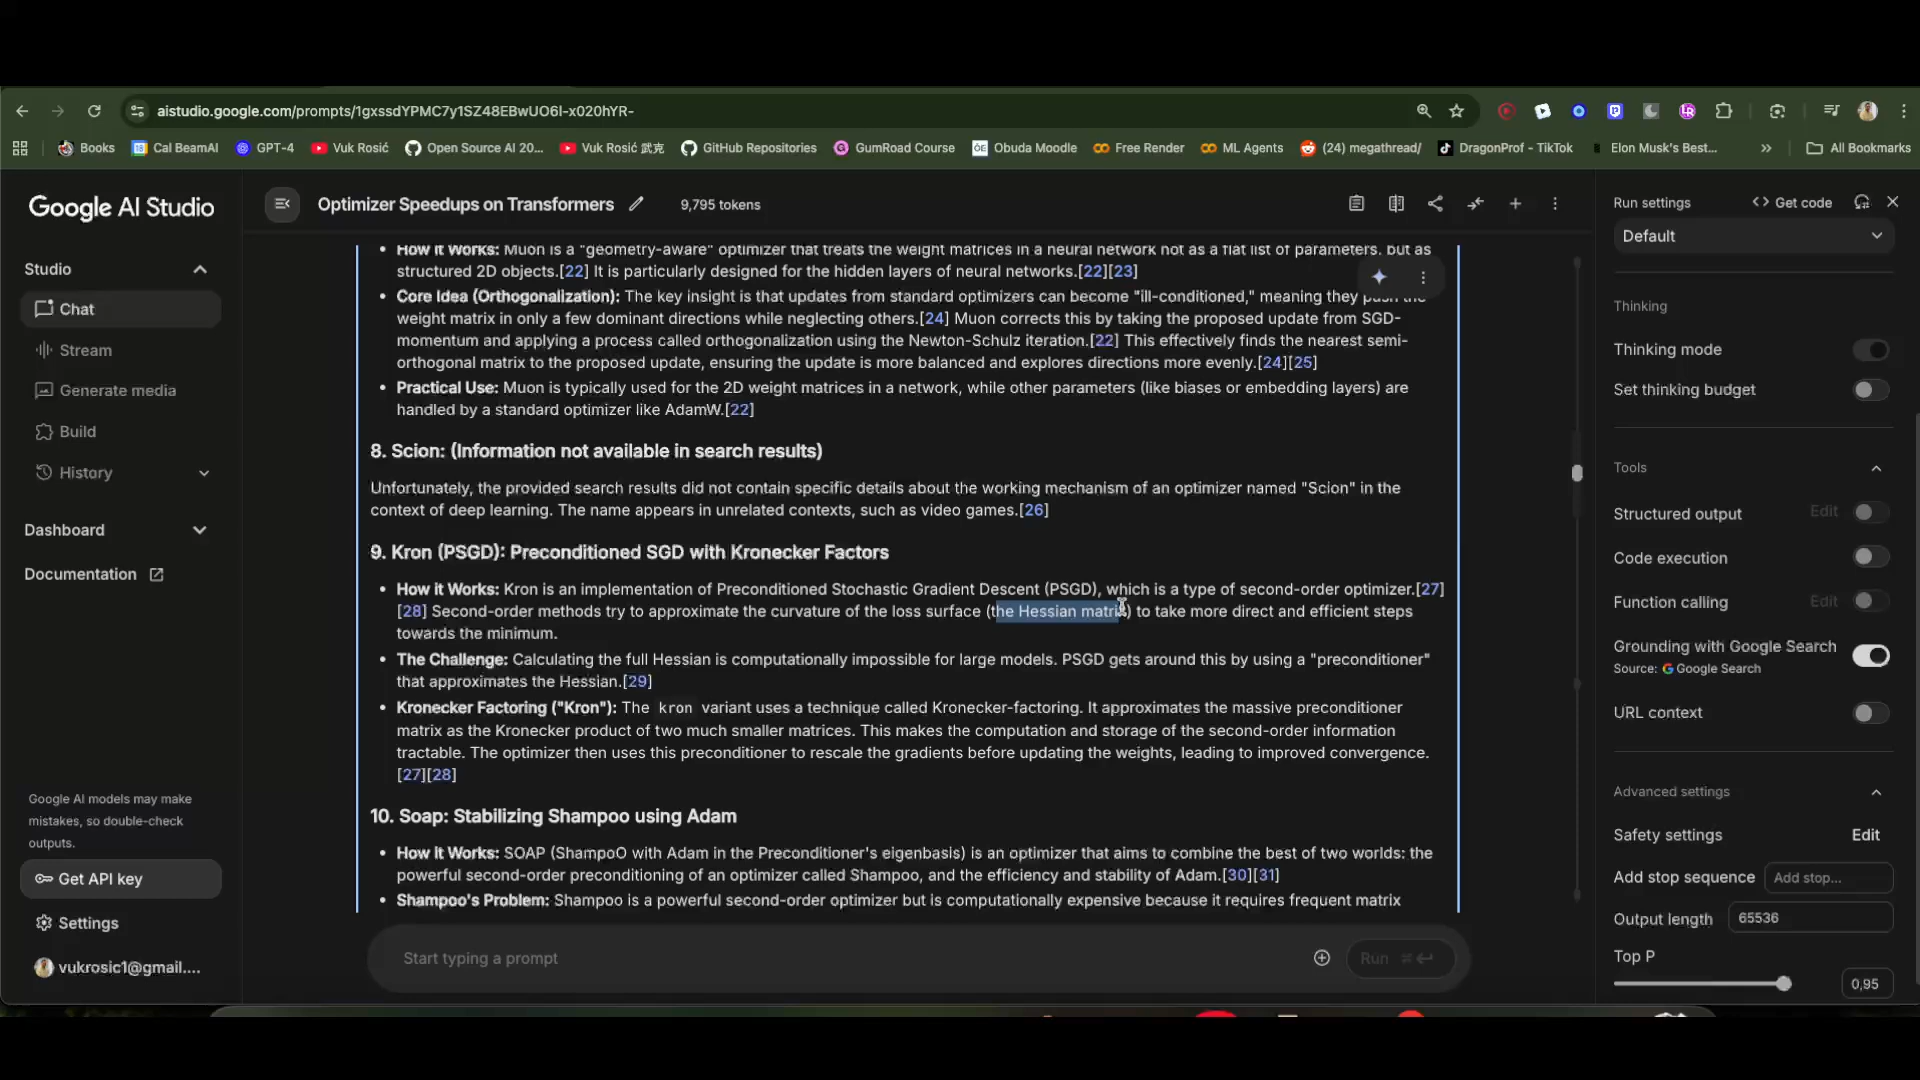 aistudio.google.com/prompts/1gxssdYPMC7y1SZ48EBwUO6l-x020hYR-
Books
Cal BeamAI
GPT-4
Vuk Rosić
Open Source AI 20...
Vuk Rosić 武克
GitHub Repositories
GumRoad Course
Obuda Moodle
Free Render
ML Agents
(24) megathread/
DragonProf - TikTok
Elon Musk's Best...
»
All Bookmarks
Google AI Studio
Studio
Chat
Stream
Generate media
Build
History
Dashboard
Documentation
Google AI models may make
mistakes, so double-check
outputs.
Get API key
Settings
vukrosic1@gmail....
Optimizer Speedups on Transformers
9,795 tokens
• How it Works: Muon is a "geometry-aware" optimizer that treats the weight matrices in a neural network not as a flat list of parameters, but as
structured 2D objects.[22] It is particularly designed for the hidden layers of neural networks.[22][23]
• Core Idea (Orthogonalization): The key insight is that updates from standard optimizers can become "ill-conditioned," meaning they push the
weight matrix in only a few dominant directions while neglecting others.[24] Muon corrects this by taking the proposed update from SGD-
momentum and applying a process called orthogonalization using the Newton-Schulz iteration.[22] This effectively finds the nearest semi-
orthogonal matrix to the proposed update, ensuring the update is more balanced and explores directions more evenly.[24][25]
• Practical Use: Muon is typically used for the 2D weight matrices in a network, while other parameters (like biases or embedding layers) are
handled by a standard optimizer like AdamW.[22]
8. Scion: (Information not available in search results)
Unfortunately, the provided search results did not contain specific details about the working mechanism of an optimizer named "Scion" in the
context of deep learning. The name appears in unrelated contexts, such as video games.[26]
9. Kron (PSGD): Preconditioned SGD with Kronecker Factors
• How it Works: Kron is an implementation of Preconditioned Stochastic Gradient Descent (PSGD), which is a type of second-order optimizer.[27]
[28] Second-order methods try to approximate the curvature of the loss surface (the Hessian matrix) to take more direct and efficient steps
towards the minimum.
• The Challenge: Calculating the full Hessian is computationally impossible for large models. PSGD gets around this by using a "preconditioner"
that approximates the Hessian.[29]
• Kronecker Factoring ("Kron"): The kron variant uses a technique called Kronecker-factoring. It approximates the massive preconditioner
matrix as the Kronecker product of two much smaller matrices. This makes the computation and storage of the second-order information
tractable. The optimizer then uses this preconditioner to rescale the gradients before updating the weights, leading to improved convergence.
[27][28]
10. Soap: Stabilizing Shampoo using Adam
• How it Works: SOAP (ShampoO with Adam in the Preconditioner's eigenbasis) is an optimizer that aims to combine the best of two worlds: the
powerful second-order preconditioning of an optimizer called Shampoo, and the efficiency and stability of Adam.[30][31]
• Shampoo's Problem: Shampoo is a powerful second-order optimizer but is computationally expensive because it requires frequent matrix
Start typing a prompt
Run ⌘ ↵
Run settings
<> Get code
Default
Thinking
Thinking mode
Set thinking budget
Tools
Structured output
Edit
Code execution
Function calling
Edit
Grounding with Google Search
Source: Google Search
URL context
Advanced settings
Safety settings
Edit
Add stop sequence
Add stop...
Output length
65536
Top P
0,95